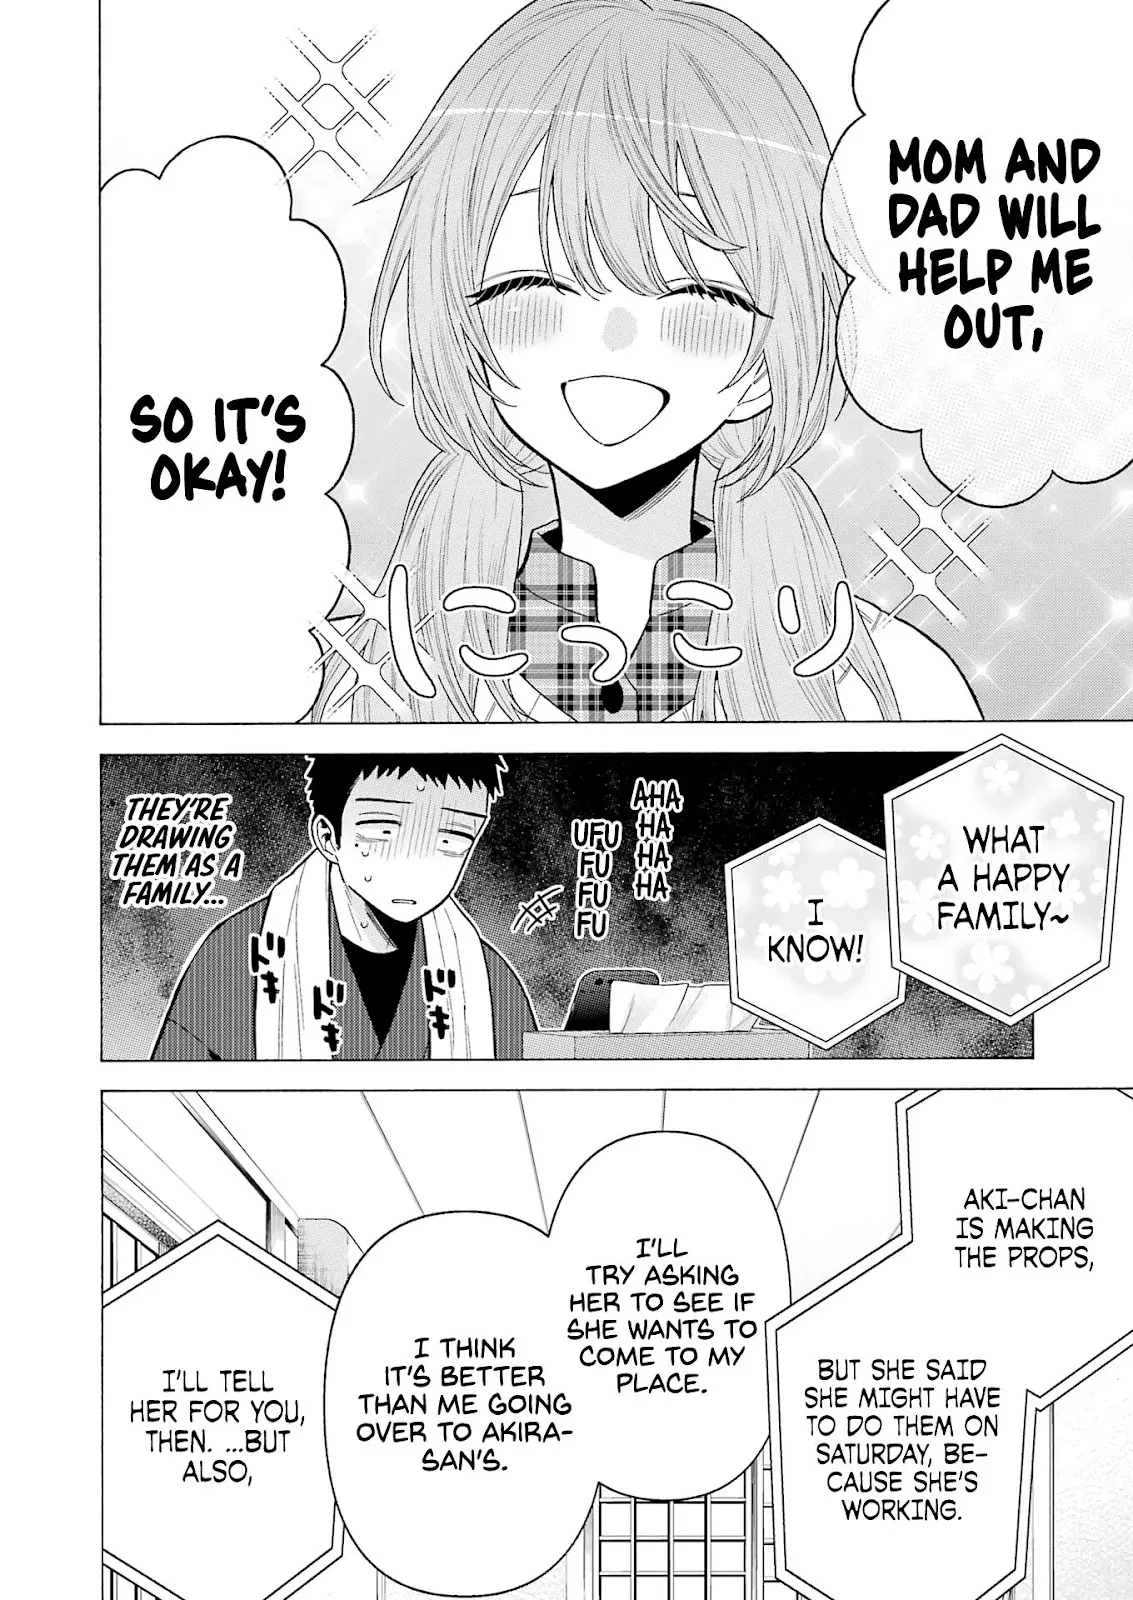 MOM AND
DAD WILL
HELP ME
OUT,
SO IT'S
OKAY!
にっこり
WHAT
A HAPPY
FAMILY~
I
KNOW!
AHA
HA
HA
HA
UFU
FU
FU
FU
THEY'RE
DRAWING
THEM AS A
FAMILY...
ドキ
ドキ
AKI-CHAN
IS MAKING
THE PROPS,
BUT SHE SAID
SHE MIGHT HAVE
TO DO THEM ON
SATURDAY, BE-
CAUSE SHE'S
WORKING.
I'LL
TRY ASKING
HER TO SEE IF
SHE WANTS TO
COME TO MY
PLACE.
I THINK
IT'S BETTER
THAN ME GOING
OVER TO AKIRA-
SAN'S.
I'LL TELL
HER FOR YOU,
THEN. ...BUT
ALSO,